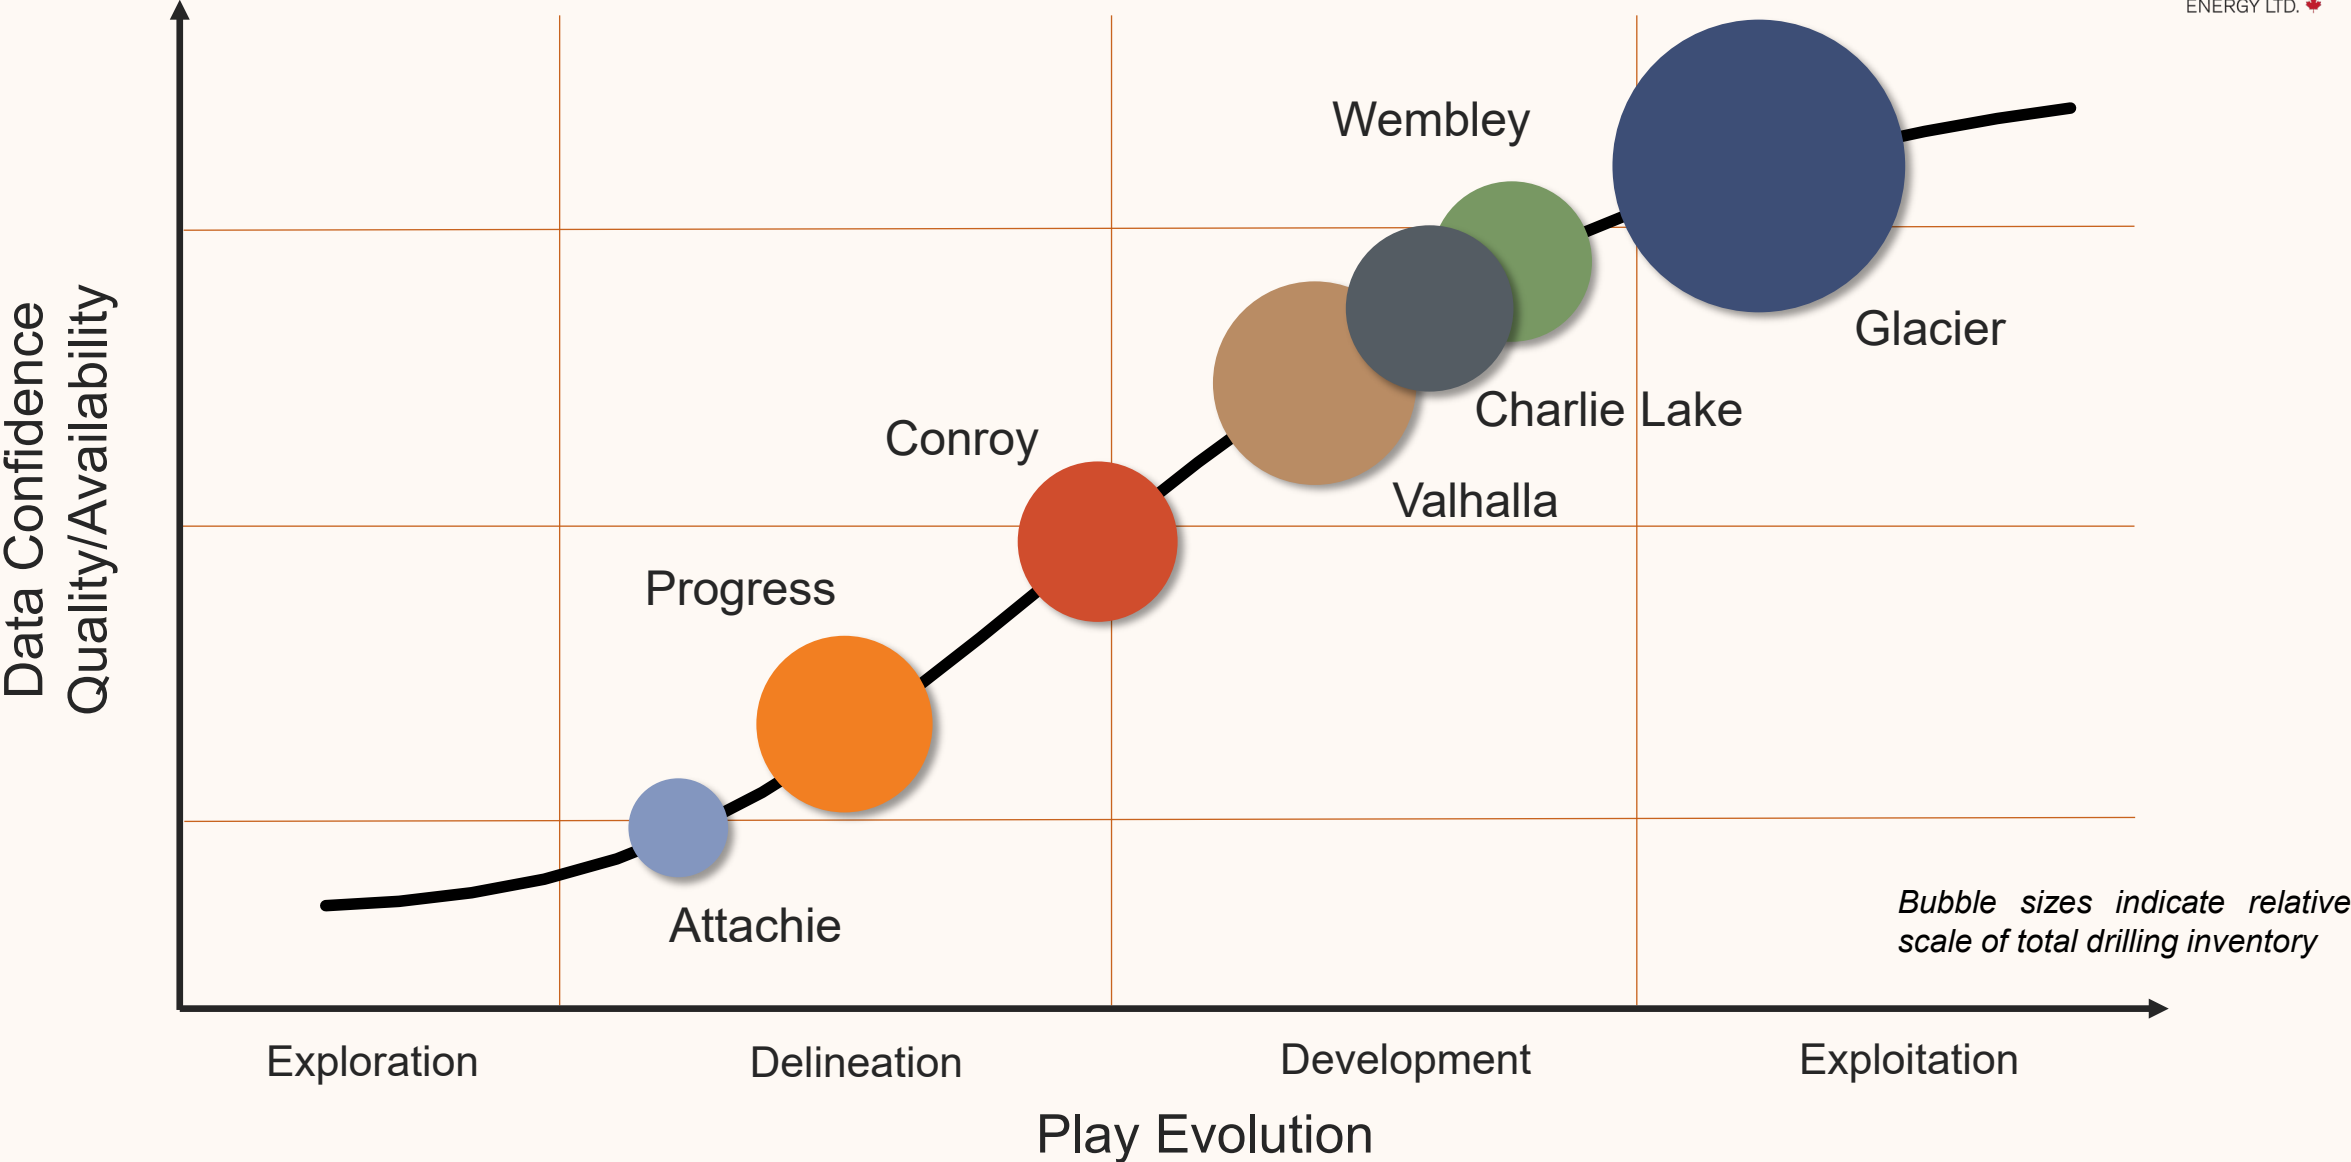 ENERGY LTD.
Wembley
Glacier
Charlie Lake
Conroy
Valhalla
Progress
Attachie
Data Confidence
Quality/Availability
Bubble sizes indicate relative
scale of total drilling inventory
Exploration
Delineation
Development
Exploitation
Play Evolution